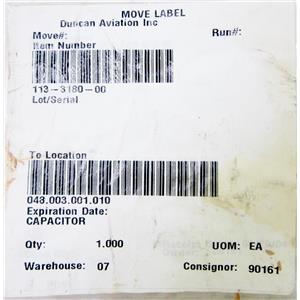 MOVE LABEL
Duncan Aviation Inc
Move#: Run#:
Item Number
113-3180-00
Lot/Serial
To Location
048.003.001.010
Expiration Date:
CAPACITOR
Qty: 1.000 UOM: EA
Warehouse: 07 Consignor: 90161